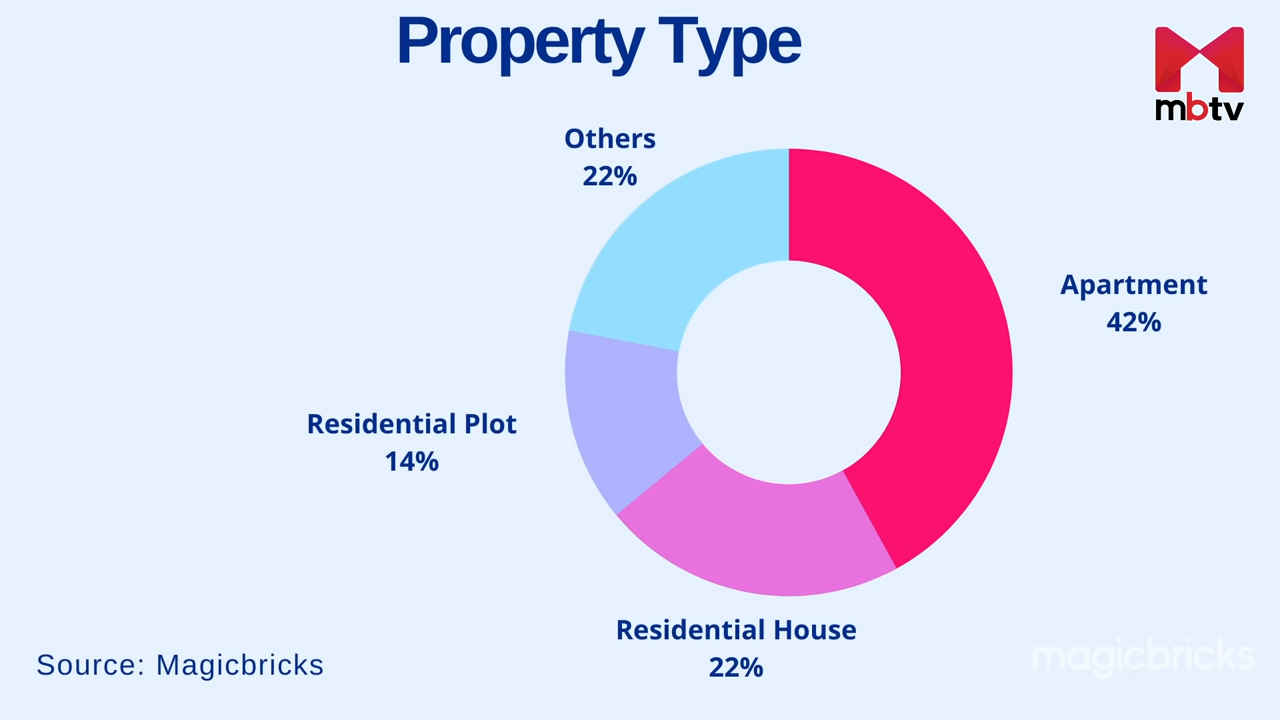 Property Type
mbtv
Others
22%
Apartment
42%
Residential Plot
14%
Residential House
22%
Source: Magicbricks
magicbricks